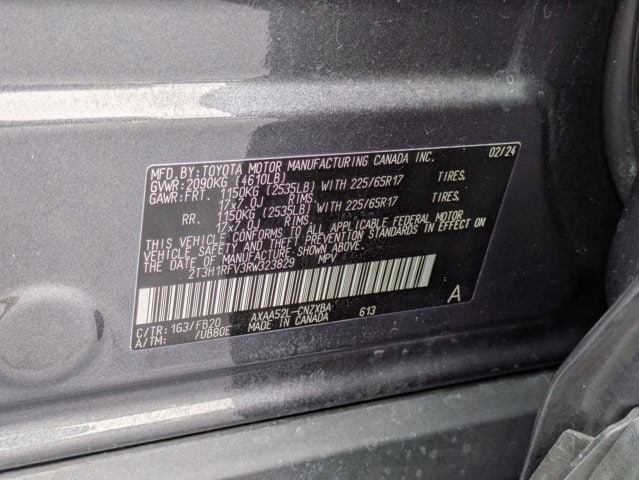 MFD. BY: TOYOTA MOTOR MANUFACTURING CANADA INC. 02/24
GVWR: 2090KG (4610LB)
GAWR: FRT. 1150KG (2535LB) WITH 225/65R17 TIRES.
17x7.0J RIMS
RR. 1150KG (2535LB) WITH 225/65R17 TIRES.
17x7.0J RIMS
THIS VEHICLE CONFORMS TO ALL APPLICABLE FEDERAL MOTOR
VEHICLE SAFETY AND THEFT PREVENTION STANDARDS IN EFFECT ON
THE DATE OF MANUFACTURE SHOWN ABOVE.
2T3H1RFV3RW323829 MPV
A
C/TR: 1G3/FB20 AXAA52L-CNZXBA 613
A/TM: /UB80E MADE IN CANADA